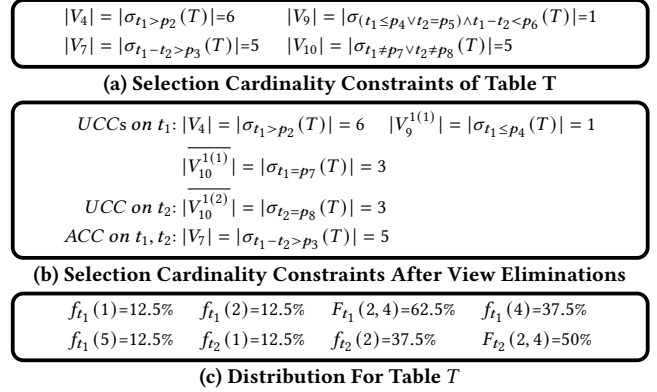 |V₄| = |σ_{t₁>p₂}(T)|=6 |V₉| = |σ_{(t₁≤p₄∨t₂=p₅)∧t₁−t₂<p₆}(T)|=1
|V₇| = |σ_{t₁−t₂>p₃}(T)|=5 |V₁₀| = |σ_{t₁≠p₇∨t₂≠p₈}(T)|=5
(a) Selection Cardinality Constraints of Table T
UCCs on t₁: |V₄| = |σ_{t₁>p₂}(T)| = 6 |V₉^{1(1)}| = |σ_{t₁≤p₄}(T)| = 1
|\overline{V₁₀^{1(1)}}| = |σ_{t₁=p₇}(T)| = 3
UCC on t₂: |\overline{V₁₀^{1(2)}}| = |σ_{t₂=p₈}(T)| = 3
ACC on t₁, t₂: |V₇| = |σ_{t₁−t₂>p₃}(T)| = 5
(b) Selection Cardinality Constraints After View Eliminations
f_{t₁}(1)=12.5% f_{t₁}(2)=12.5% F_{t₁}(2, 4)=62.5% f_{t₁}(4)=37.5%
f_{t₁}(5)=12.5% f_{t₂}(1)=12.5% f_{t₂}(2)=37.5% F_{t₂}(2, 4)=50%
(c) Distribution For Table T